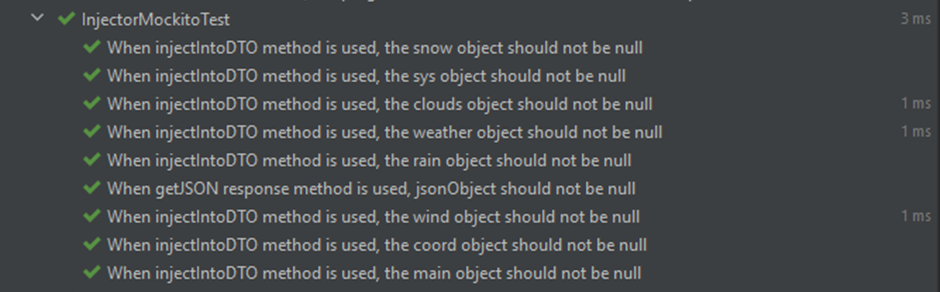 InjectorMockitoTest 3 ms
When injectIntoDTO method is used, the snow object should not be null
When injectIntoDTO method is used, the sys object should not be null
When injectIntoDTO method is used, the clouds object should not be null 1 ms
When injectIntoDTO method is used, the weather object should not be null 1 ms
When injectIntoDTO method is used, the rain object should not be null
When getJSON response method is used, jsonObject should not be null
When injectIntoDTO method is used, the wind object should not be null 1 ms
When injectIntoDTO method is used, the coord object should not be null
When injectIntoDTO method is used, the main object should not be null